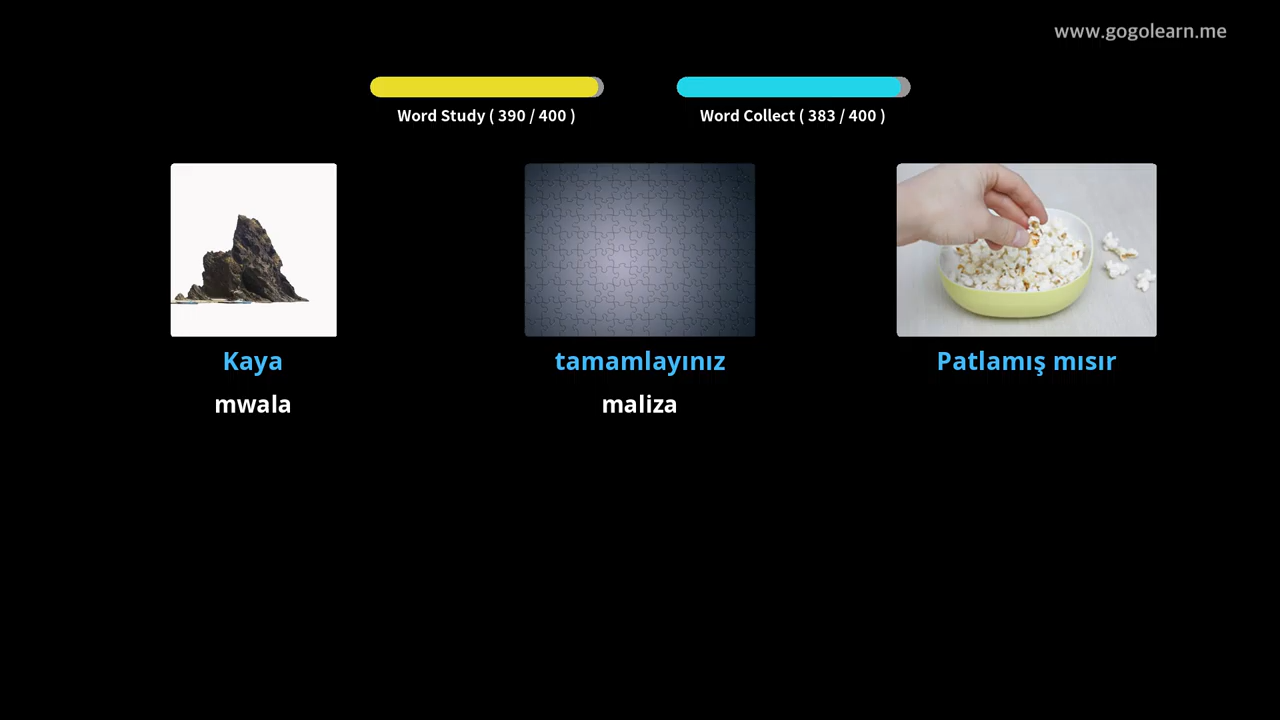 www.gogolearn.me
Word Study ( 390 / 400 )
Word Collect ( 383 / 400 )
Kaya
tamamlayınız
Patlamış mısır
mwala
maliza